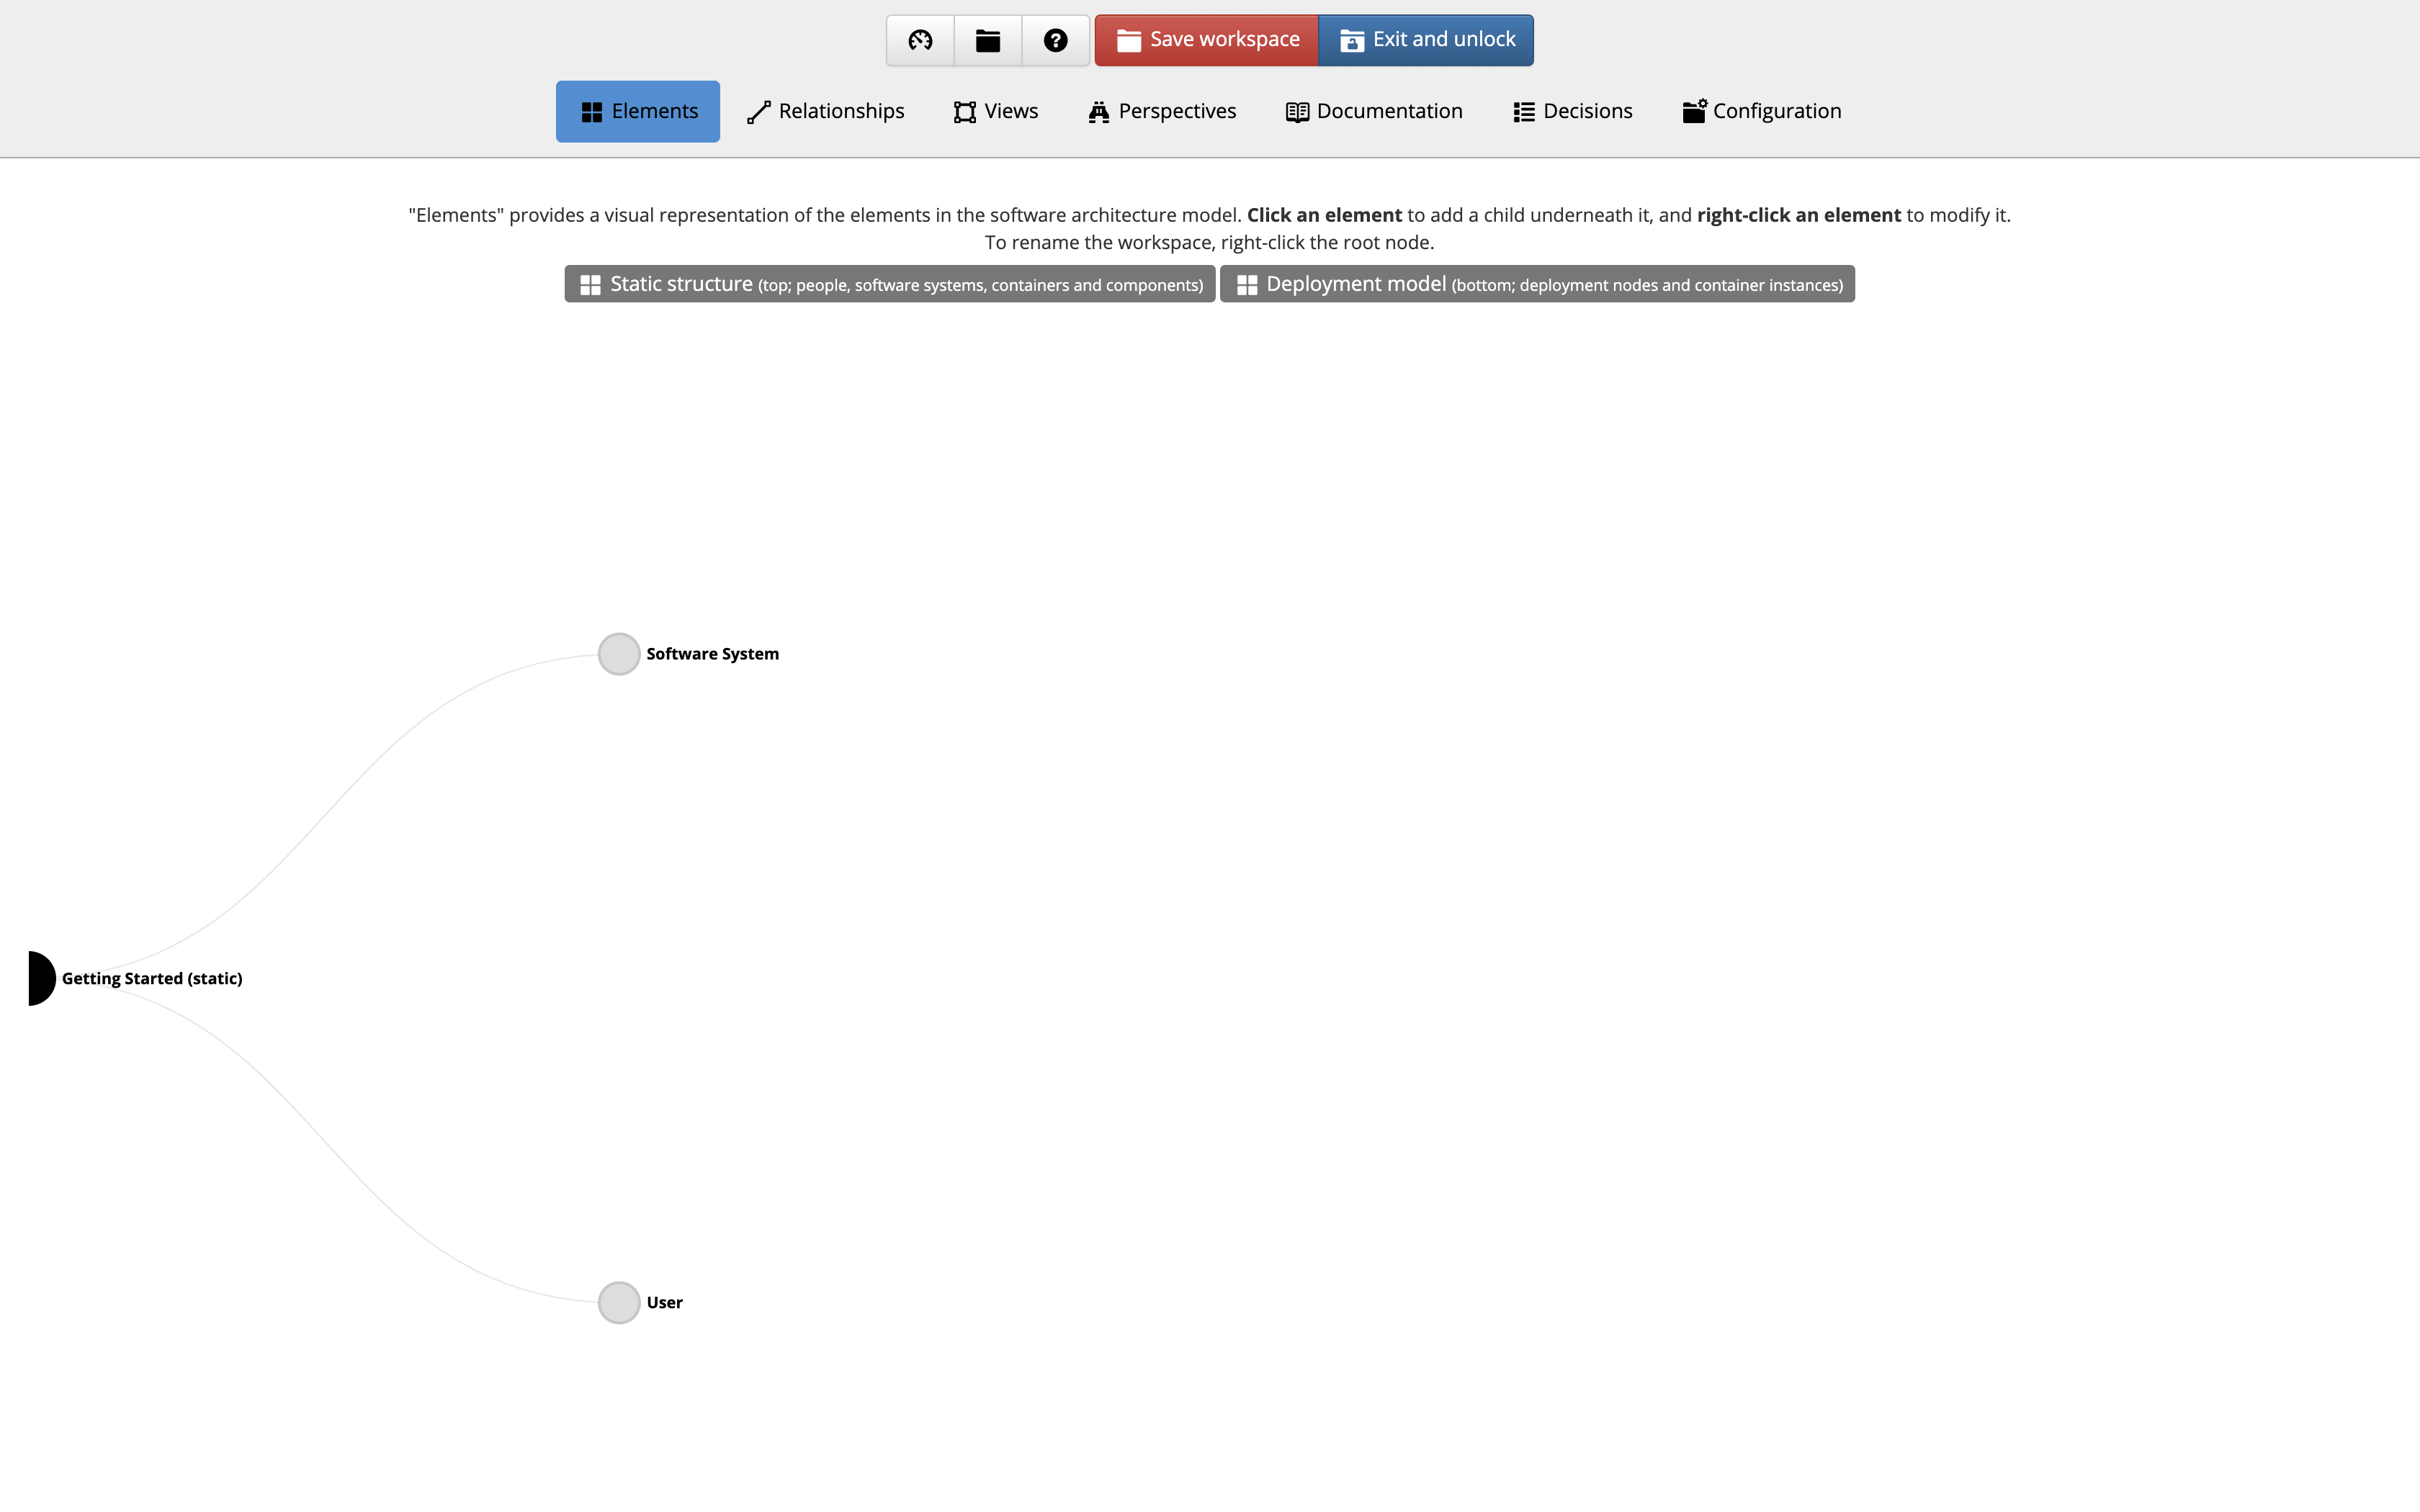 Save workspace
Exit and unlock
Elements
Relationships
Views
Perspectives
Documentation
Decisions
Configuration
"Elements" provides a visual representation of the elements in the software architecture model. Click an element to add a child underneath it, and right-click an element to modify it.
To rename the workspace, right-click the root node.
Static structure (top; people, software systems, containers and components)
Deployment model (bottom; deployment nodes and container instances)
Software System
Getting Started (static)
User